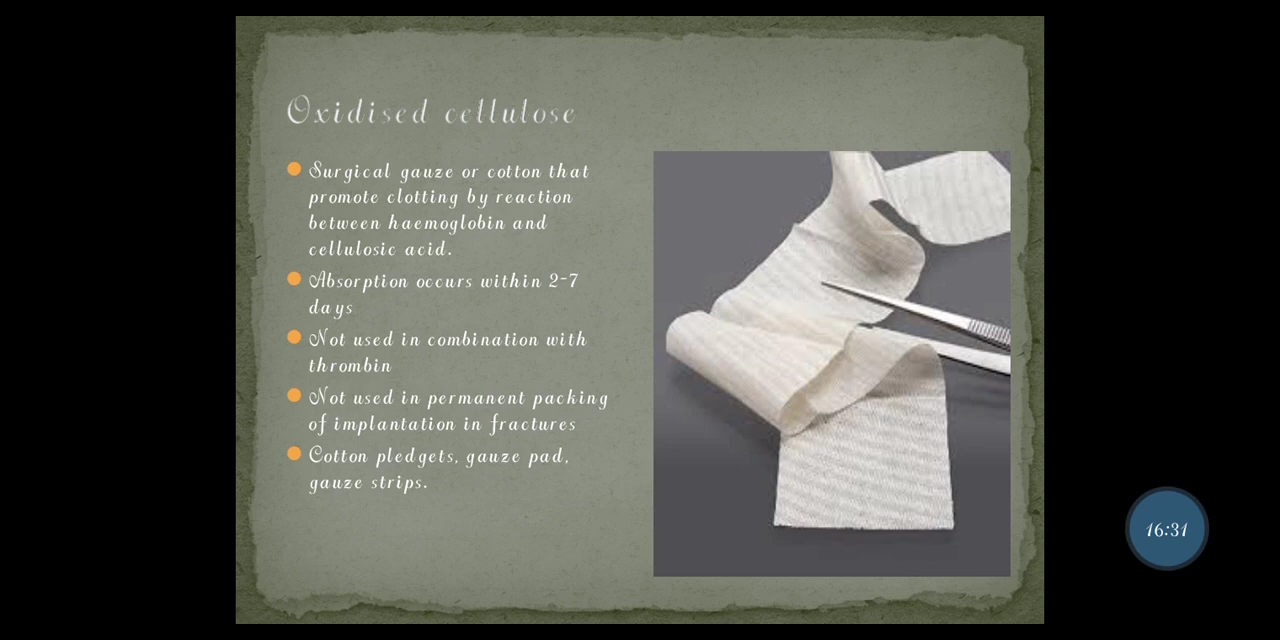 Oxidised cellulose
Surgical gauze or cotton that
promote clotting by reaction
between haemoglobin and
cellulosic acid.
Absorption occurs within 2-7
days
Not used in combination with
thrombin
Not used in permanent packing
of implantation in fractures
Cotton pledgets, gauze pad,
gauze strips.
16:31